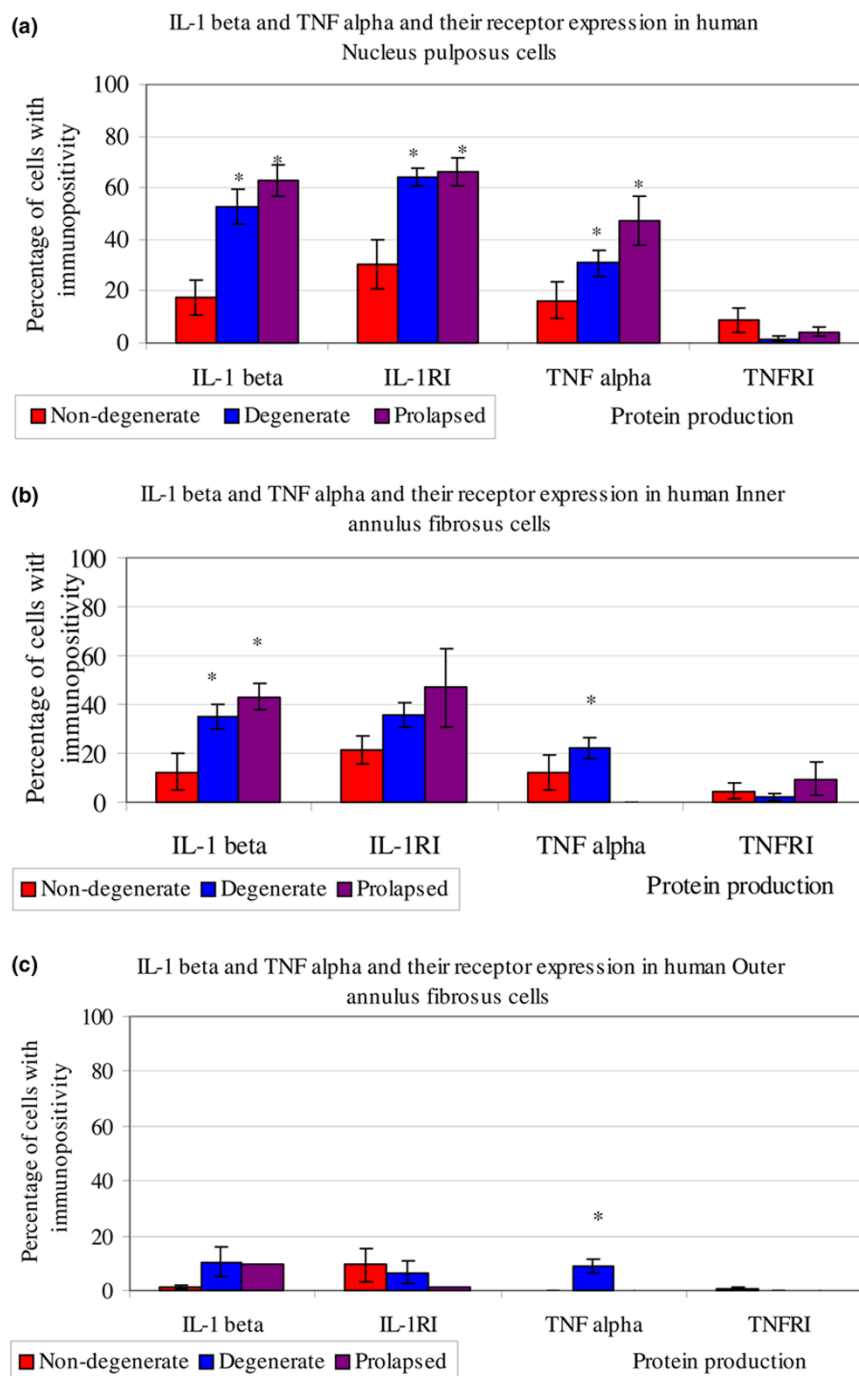 (a)
IL-1 beta and TNF alpha and their receptor expression in human
Nucleus pulposus cells
Percentage of cells with
immunopositivity
100
80
60
40
20
0
* * * * * *
IL-1 beta IL-1RI TNF alpha TNFRI
Non-degenerate Degenerate Prolapsed Protein production
(b)
IL-1 beta and TNF alpha and their receptor expression in human Inner
annulus fibrosus cells
Percentage of cells with
immunopositivity
100
80
60
40
20
0
* * *
IL-1 beta IL-1RI TNF alpha TNFRI
Non-degenerate Degenerate Prolapsed Protein production
(c)
IL-1 beta and TNF alpha and their receptor expression in human Outer
annulus fibrosus cells
Percentage of cells with
immunopositivity
100
80
60
40
20
0
*
IL-1 beta IL-1RI TNF alpha TNFRI
Non-degenerate Degenerate Prolapsed Protein production